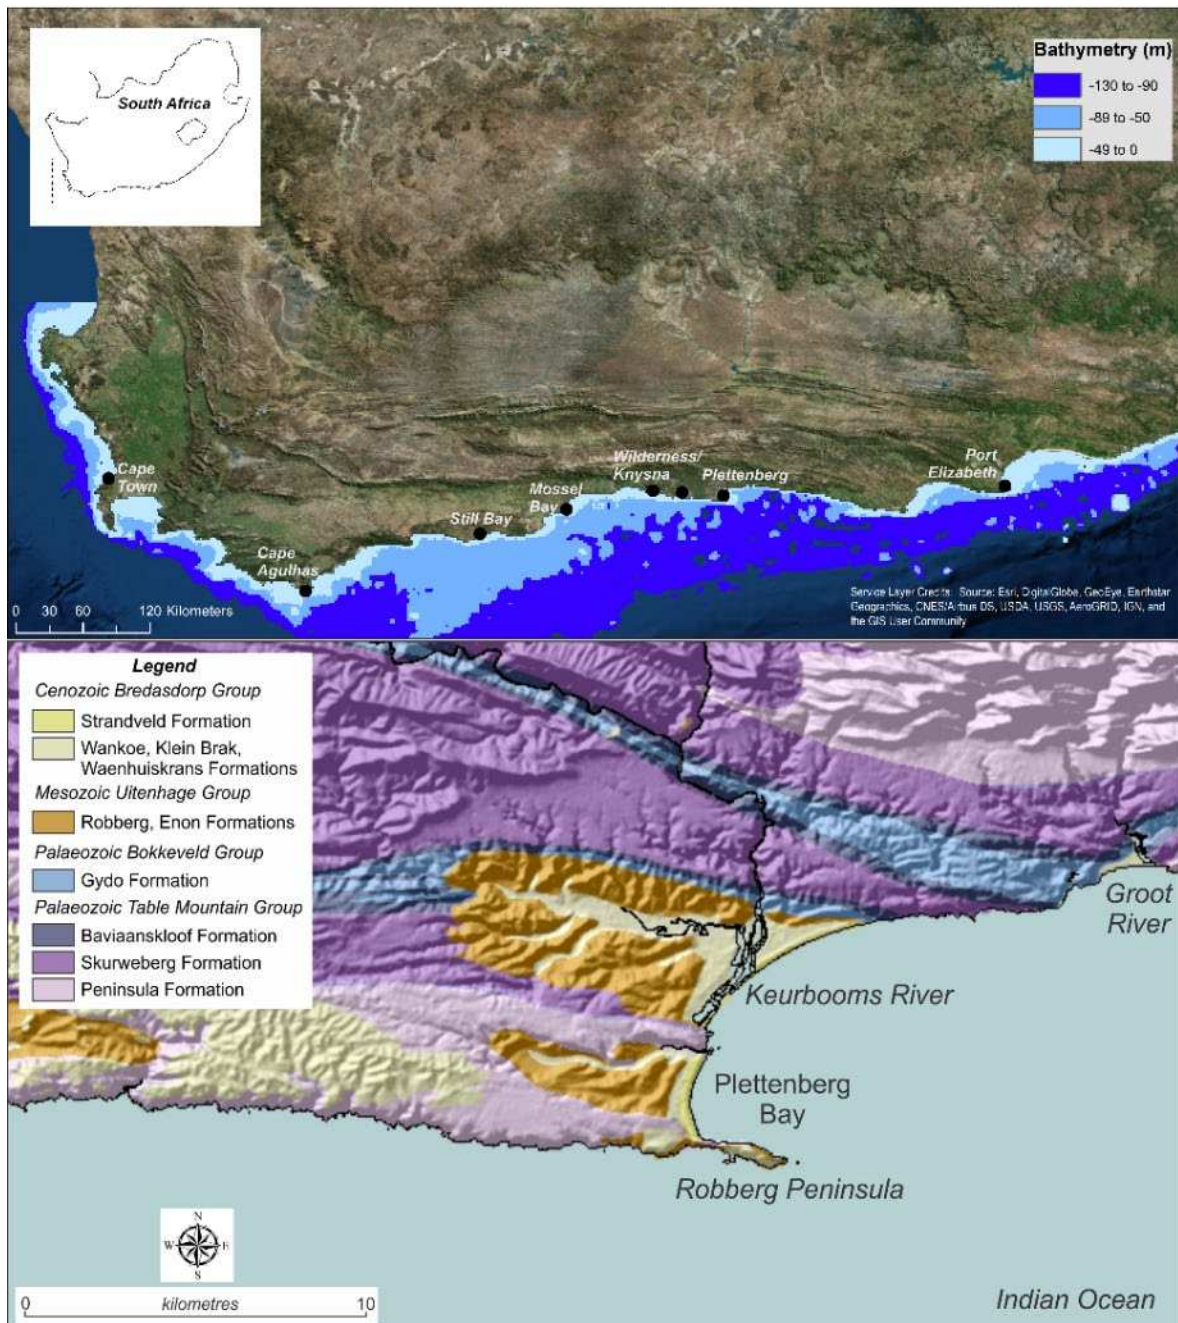 South Africa
Bathymetry (m)
-130 to -90
-89 to -50
-49 to 0
Cape
Town
Cape
Agulhas
Still Bay
Mossel
Bay
Wilderness/
Knysna
Plettenberg
Port
Elizabeth
0 30 60 120 Kilometers
Service Layer Credits: Source: Esri, DigitalGlobe, GeoEye, Earthstar
Geographics, CNES/Airbus DS, USDA, USGS, AeroGRID, IGN, and
the GIS User Community
Legend
Cenozoic Bredasdorp Group
Strandveld Formation
Wankoe, Klein Brak,
Waenhuiskrans Formations
Mesozoic Uitenhage Group
Robberg, Enon Formations
Palaeozoic Bokkeveld Group
Gydo Formation
Palaeozoic Table Mountain Group
Baviaanskloof Formation
Skurweberg Formation
Peninsula Formation
Groot
River
Keurbooms River
Plettenberg
Bay
Robberg Peninsula
N
W E
S
0 kilometres 10
Indian Ocean